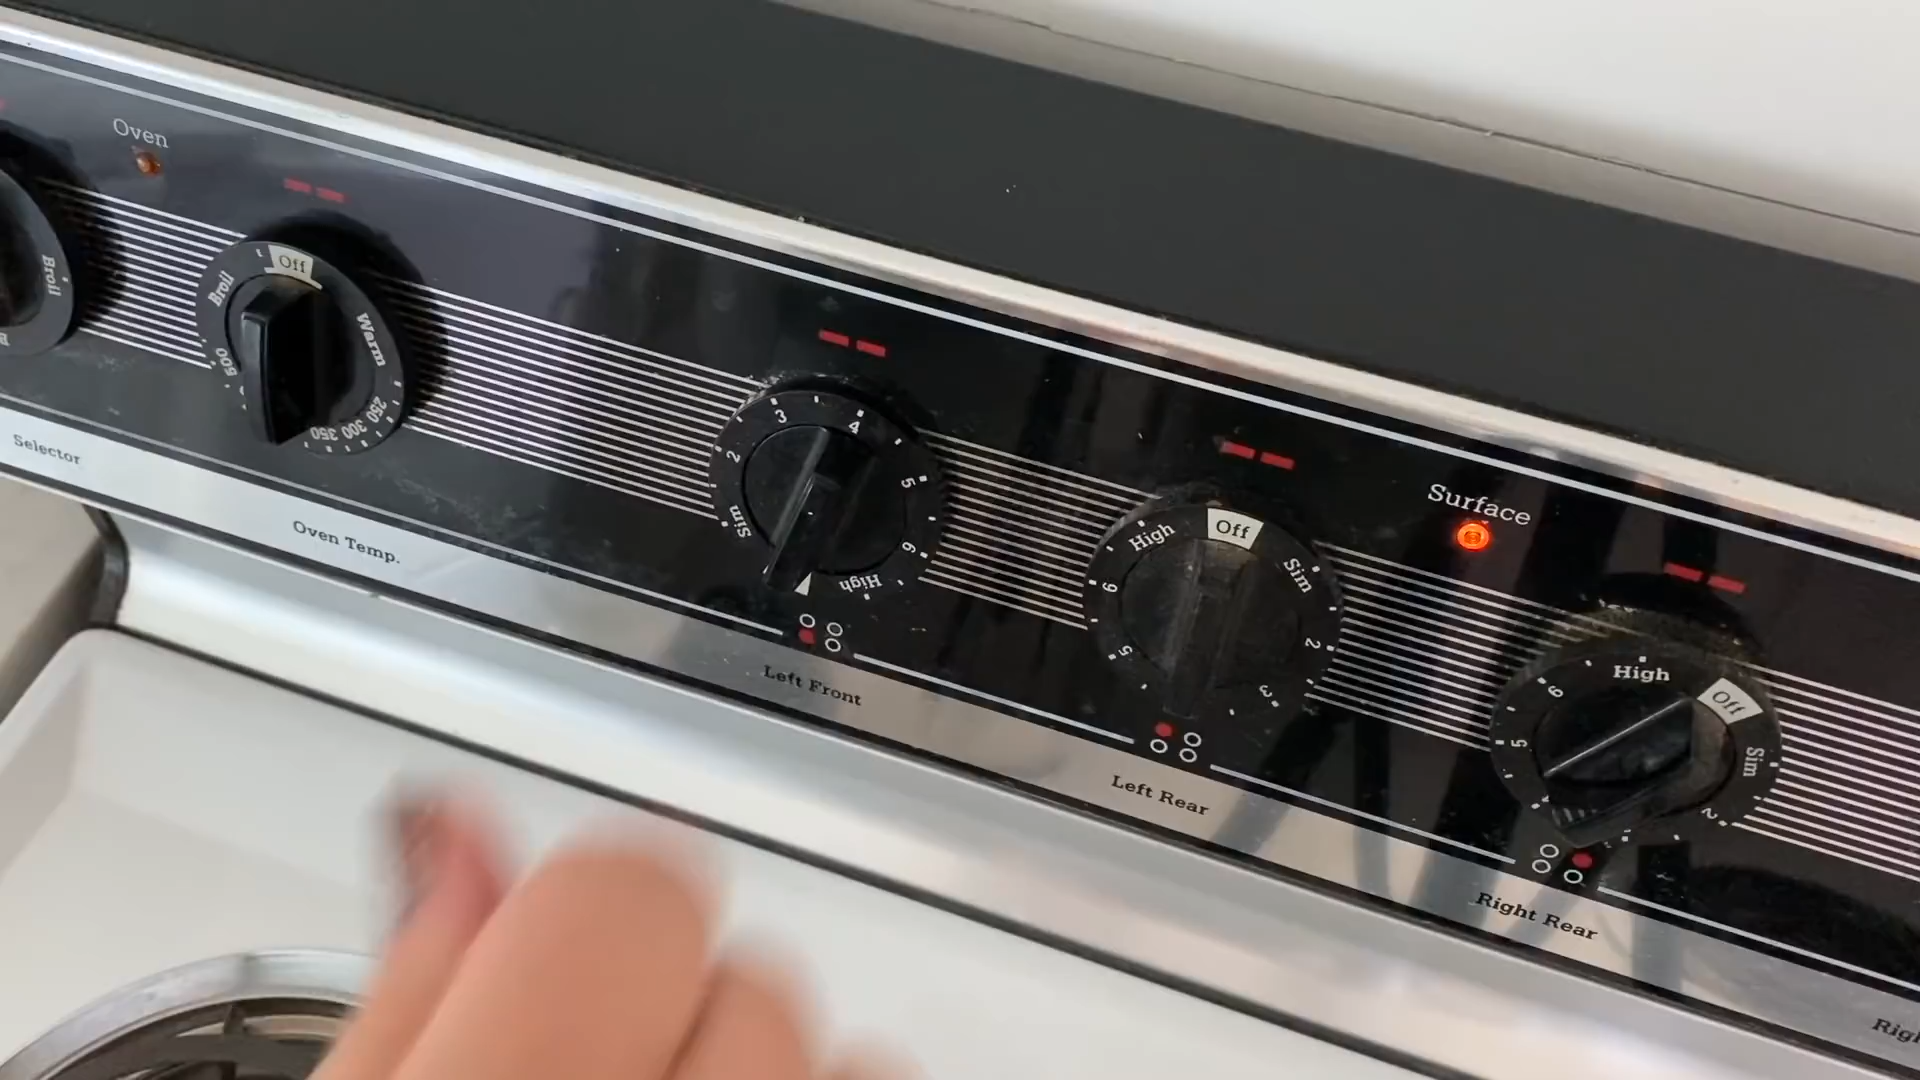 Oven
Broil
Off
Broil
Warm
500
350 300 250
Selector
Oven Temp.
3
4
2
5
Sim
6
High
Left Front
High
Off
Sim
6
2
5
3
Left Rear
Surface
High
Off
6
5
Sim
2
Right Rear